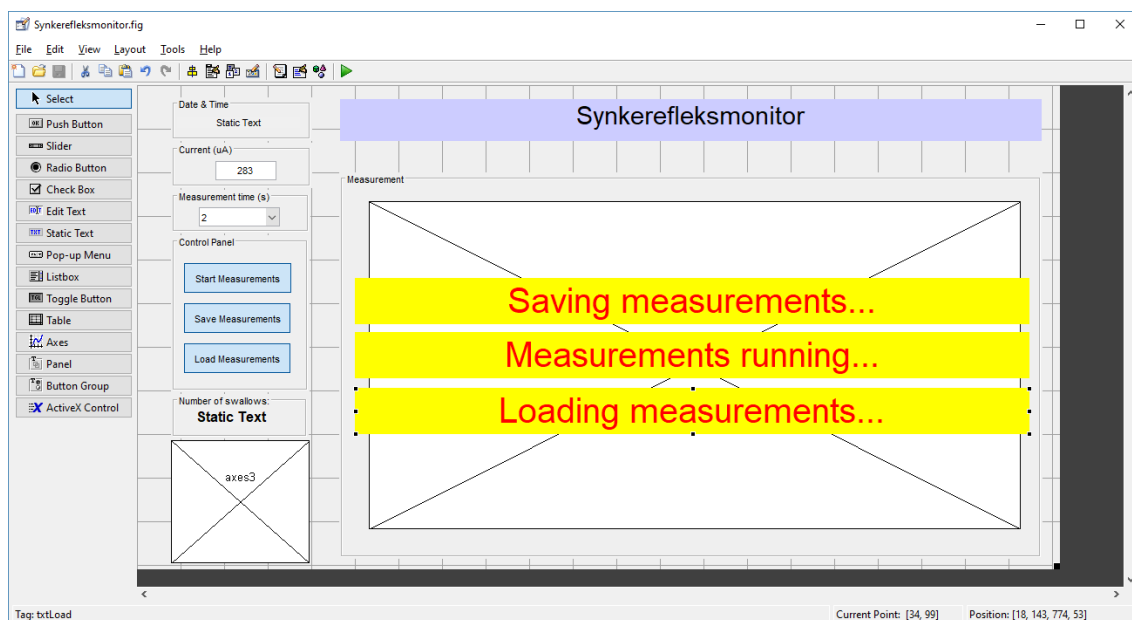 Synkerefleksmonitor.fig
File Edit View Layout Tools Help
Select
OK Push Button
Slider
Radio Button
Check Box
EDIT Edit Text
TXT Static Text
Pop-up Menu
Listbox
TGL Toggle Button
Table
Axes
Panel
Button Group
ActiveX Control
Date & Time
Static Text
Current (uA)
283
Measurement time (s)
2
Control Panel
Start Measurements
Save Measurements
Load Measurements
Number of swallows:
Static Text
axes3
Synkerefleksmonitor
Measurement
Saving measurements...
Measurements running...
Loading measurements...
Tag: txtLoad
Current Point: [34, 99] Position: [18, 143, 774, 53]